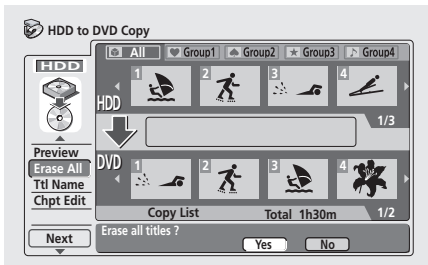 HDD to DVD Copy
All Group1 Group2 Group3 Group4
HDD
1 2 3 4
HDD
1/3
Preview
Erase All
Ttl Name
Chpt Edit
DVD
1 2 3 4
Copy List Total 1h30m 1/2
Next
Erase all titles ?
Yes No